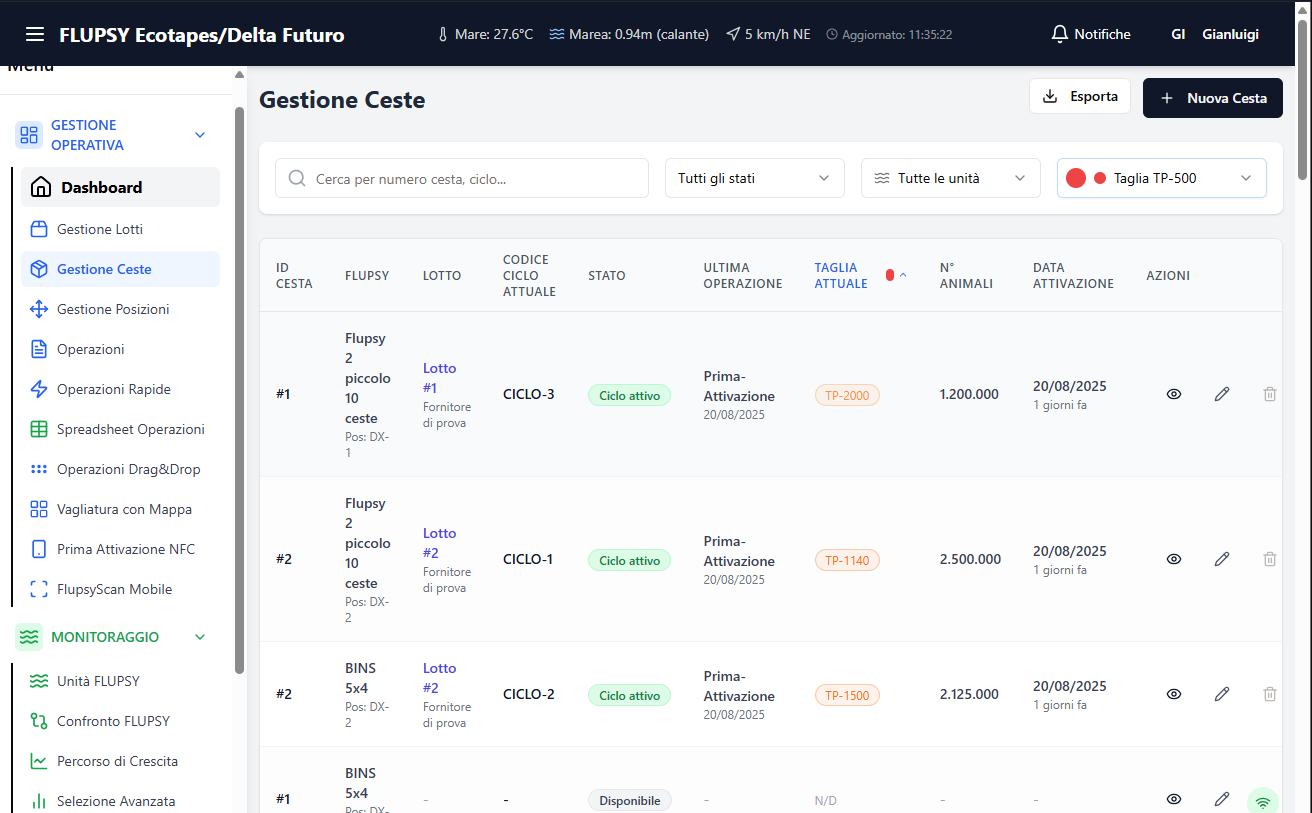 FLUPSY Ecotapes/Delta Futuro
Mare: 27.6°C
Marea: 0.94m (calante)
5 km/h NE
Aggiornato: 11:35:22
Notifiche
GI
Gianluigi
Menu
GESTIONE
OPERATIVA
Dashboard
Gestione Lotti
Gestione Ceste
Gestione Posizioni
Operazioni
Operazioni Rapide
Spreadsheet Operazioni
Operazioni Drag&Drop
Vagliatura con Mappa
Prima Attivazione NFC
FlupsyScan Mobile
MONITORAGGIO
Unità FLUPSY
Confronto FLUPSY
Percorso di Crescita
Selezione Avanzata
Gestione Ceste
Esporta
Nuova Cesta
Cerca per numero cesta, ciclo...
Tutti gli stati
Tutte le unità
Taglia TP-500
ID
CESTA
FLUPSY
LOTTO
CODICE
CICLO
ATTUALE
STATO
ULTIMA
OPERAZIONE
TAGLIA
ATTUALE
N°
ANIMALI
DATA
ATTIVAZIONE
AZIONI
#1
Flupsy
2
piccolo
10
ceste
Pos: DX-
1
Lotto
#1
Fornitore
di prova
CICLO-3
Ciclo attivo
Prima-
Attivazione
20/08/2025
TP-2000
1.200.000
20/08/2025
1 giorni fa
#2
Flupsy
2
piccolo
10
ceste
Pos: DX-
2
Lotto
#2
Fornitore
di prova
CICLO-1
Ciclo attivo
Prima-
Attivazione
20/08/2025
TP-1140
2.500.000
20/08/2025
1 giorni fa
#2
BINS
5x4
Pos: DX-
2
Lotto
#2
Fornitore
di prova
CICLO-2
Ciclo attivo
Prima-
Attivazione
20/08/2025
TP-1500
2.125.000
20/08/2025
1 giorni fa
#1
BINS
5x4
Pos: DX-
-
-
Disponibile
-
N/D
-
-